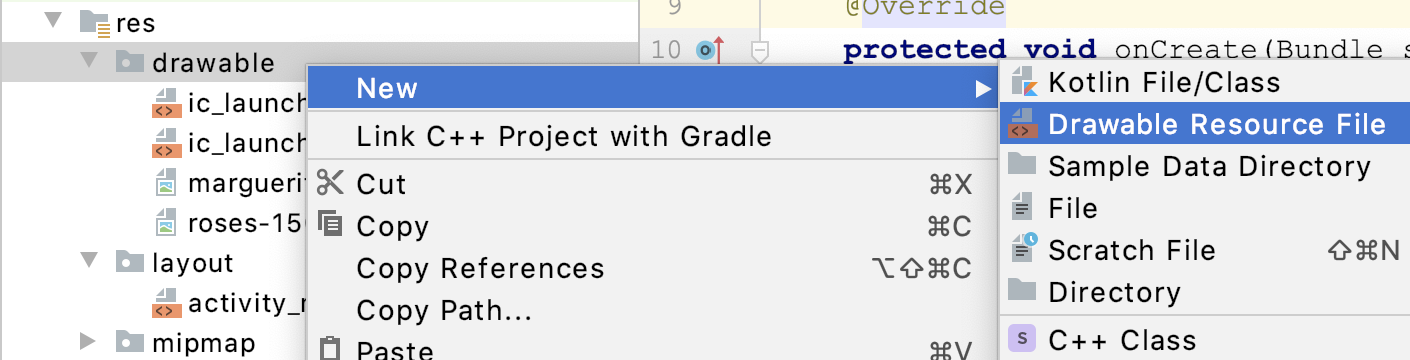 res
drawable
ic_launch
ic_launch
marguerit
roses-15
layout
activity_
mipmap
9 @Override
10 protected void onCreate(Bundle s
New
Link C++ Project with Gradle
Cut ⌘X
Copy ⌘C
Copy References ⌥⇧⌘C
Copy Path...
Paste ⌘V
Kotlin File/Class
Drawable Resource File
Sample Data Directory
File
Scratch File ⇧⌘N
Directory
S C++ Class